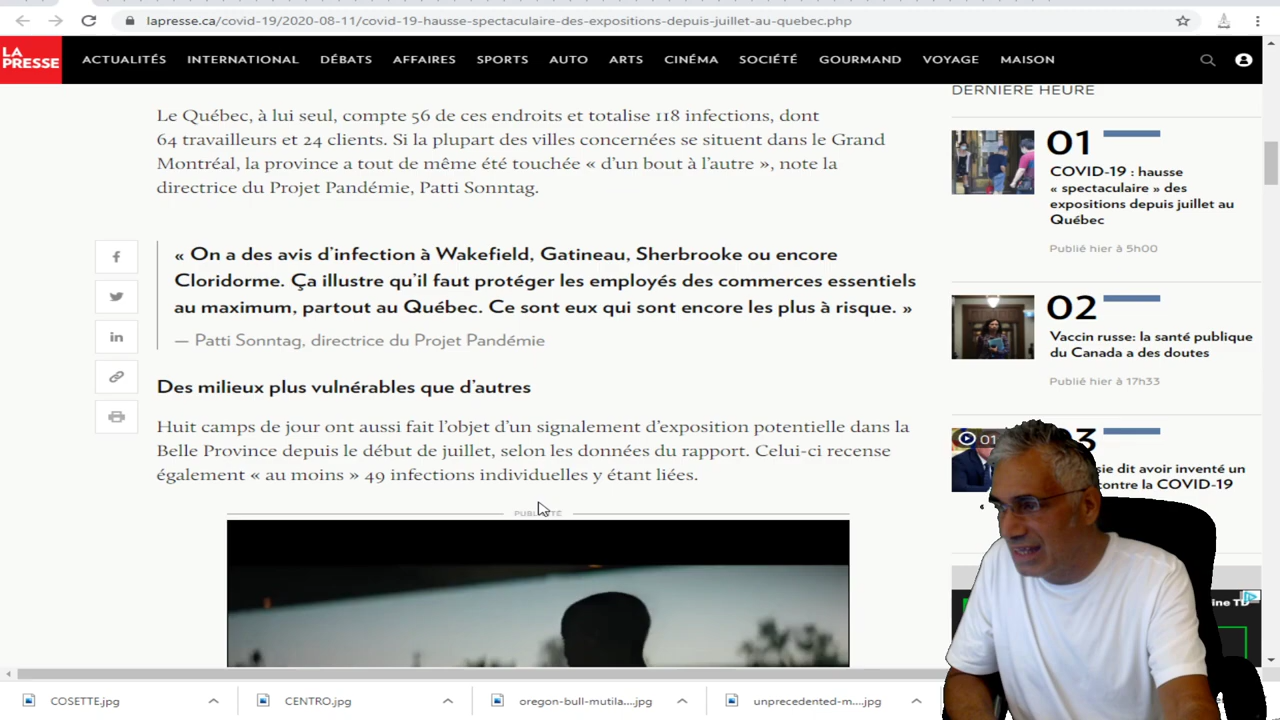 lapresse.ca/covid-19/2020-08-11/covid-19-hausse-spectaculaire-des-expositions-depuis-juillet-au-quebec.php
LA
PRESSE
ACTUALITÉS INTERNATIONAL DÉBATS AFFAIRES SPORTS AUTO ARTS CINÉMA SOCIÉTÉ GOURMAND VOYAGE MAISON
Le Québec, à lui seul, compte 56 de ces endroits et totalise 118 infections, dont
64 travailleurs et 24 clients. Si la plupart des villes concernées se situent dans le Grand
Montréal, la province a tout de même été touchée « d'un bout à l'autre », note la
directrice du Projet Pandémie, Patti Sonntag.
« On a des avis d'infection à Wakefield, Gatineau, Sherbrooke ou encore
Cloridorme. Ça illustre qu'il faut protéger les employés des commerces essentiels
au maximum, partout au Québec. Ce sont eux qui sont encore les plus à risque. »
— Patti Sonntag, directrice du Projet Pandémie
Des milieux plus vulnérables que d'autres
Huit camps de jour ont aussi fait l'objet d'un signalement d'exposition potentielle dans la
Belle Province depuis le début de juillet, selon les données du rapport. Celui-ci recense
également « au moins » 49 infections individuelles y étant liées.
DERNIÈRE HEURE
01
COVID-19 : hausse
« spectaculaire » des
expositions depuis juillet au
Québec
Publié hier à 5h00
02
Vaccin russe: la santé publique
du Canada a des doutes
Publié hier à 17h33
01
3
sie dit avoir inventé un
contre la COVID-19
ine TD
COSETTE.jpg
CENTRO.jpg
oregon-bull-mutila....jpg
unprecedented-m....jpg